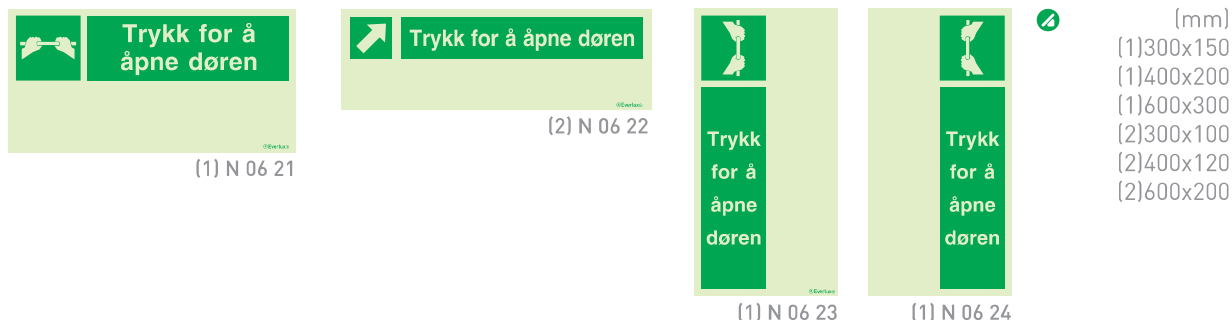 Trykk for å
åpne døren
®Everlux®
(1) N 06 21
Trykk for å åpne døren
®Everlux®
(2) N 06 22
Trykk
for å
åpne
døren
®Everlux®
(1) N 06 23
Trykk
for å
åpne
døren
(1) N 06 24
(mm)
(1)300x150
(1)400x200
(1)600x300
(2)300x100
(2)400x120
(2)600x200